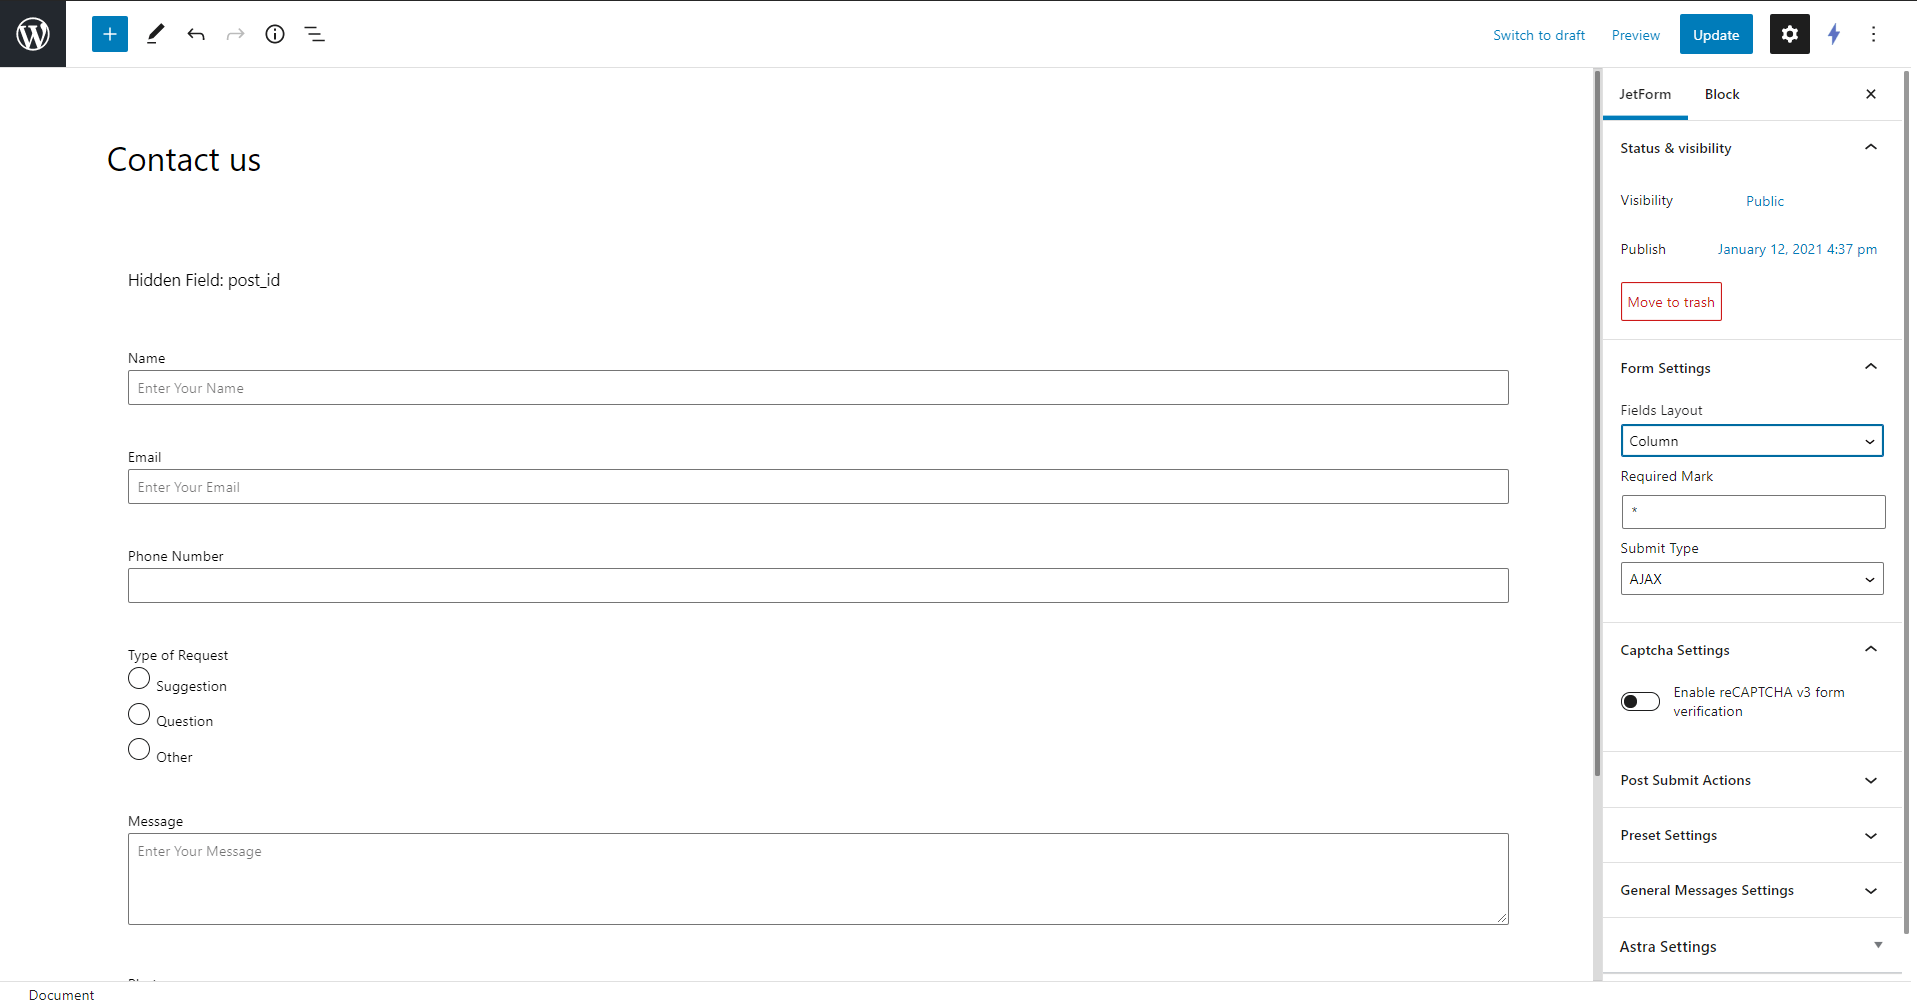 Switch to draft
Preview
Update
JetForm
Block
Contact us
Hidden Field: post_id
Name
Enter Your Name
Email
Enter Your Email
Phone Number
Type of Request
Suggestion
Question
Other
Message
Enter Your Message
Status & visibility
Visibility
Public
Publish
January 12, 2021 4:37 pm
Move to trash
Form Settings
Fields Layout
Column
Required Mark
*
Submit Type
AJAX
Captcha Settings
Enable reCAPTCHA v3 form
verification
Post Submit Actions
Preset Settings
General Messages Settings
Astra Settings
Document